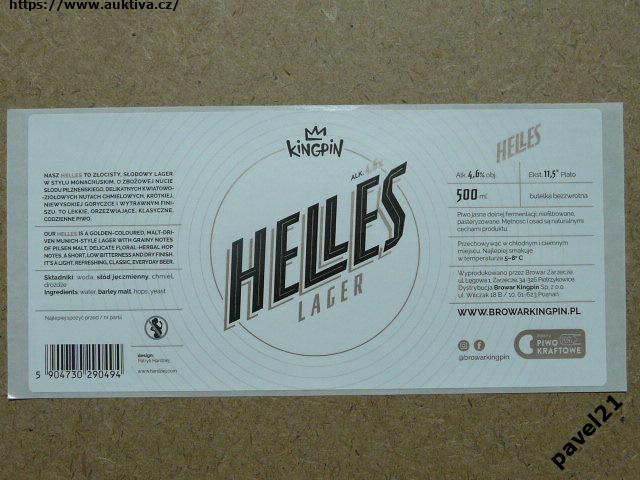 https://www.auktiva.cz/
KINGPIN
ALK. 4,6%
HELLES
LAGER
NASZ HELLES TO ZŁOCISTY, SŁODOWY LAGER
W STYLU MONACHIJSKIM, O ZBOŻOWEJ NUCIE
SŁODU PILZNEŃSKIEGO, DELIKATNYCH KWIATOWO-
-ZIOŁOWYCH NUTACH CHMIELOWYCH, KRÓTKIEJ,
NIEWYSOKIEJ GORYCZCE I WYTRAWNYM FINI-
SZU. TO LEKKIE, ORZEŹWIAJĄCE, KLASYCZNE,
CODZIENNE PIWO.
OUR HELLES IS A GOLDEN-COLOURED, MALT-DRI-
VEN MUNICH-STYLE LAGER WITH GRAINY NOTES
OF PILSEN MALT, DELICATE FLORAL-HERBAL HOP
NOTES, A SHORT, LOW BITTERNESS AND DRY FINISH.
IT'S A LIGHT, REFRESHING, CLASSIC, EVERYDAY BEER.
Składniki: woda, słód jęczmienny, chmiel,
drożdże
Ingredients: water, barley malt, hops, yeast
Najlepiej spożyć przed / nr partii
5 904730 290494
design:
Patryk Hardziej
www.hardziej.com
HELLES
Alk. 4,6% obj.
Ekst. 11,5° Plato
500 ml
butelka bezzwrotna
Piwo jasne dolnej fermentacji, niefiltrowane,
pasteryzowane. Mętność i osad są naturalnymi
cechami produktu.
Przechowywać w chłodnym i ciemnym
miejscu. Najlepiej smakuje
w temperaturze 5–8° C
Wyprodukowano przez: Browar Zarzecze,
ul. Łęgowa 1, Zarzecze, 34-326 Pietrzykowice
Dystrybucja Browar Kingpin Sp. z o.o.
ul. Wilczak 18 B / 10, 61-623 Poznań
WWW.BROWARKINGPIN.PL
@browarkingpin
PIWO
KRAFTOWE
pavel21